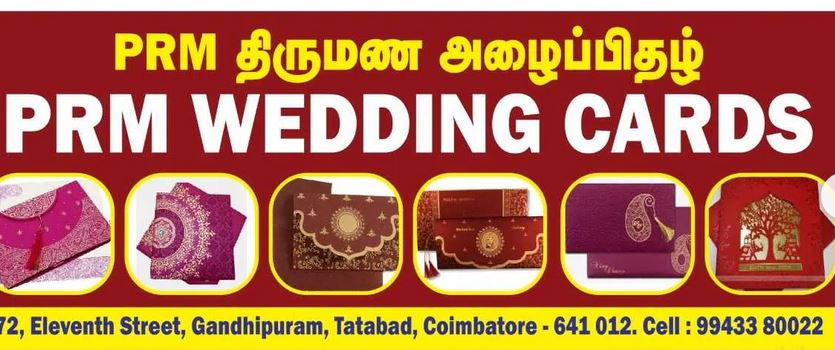 PRM திருமண அழைப்பிதழ்
PRM WEDDING CARDS
72, Eleventh Street, Gandhipuram, Tatabad, Coimbatore - 641 012. Cell : 99433 80022